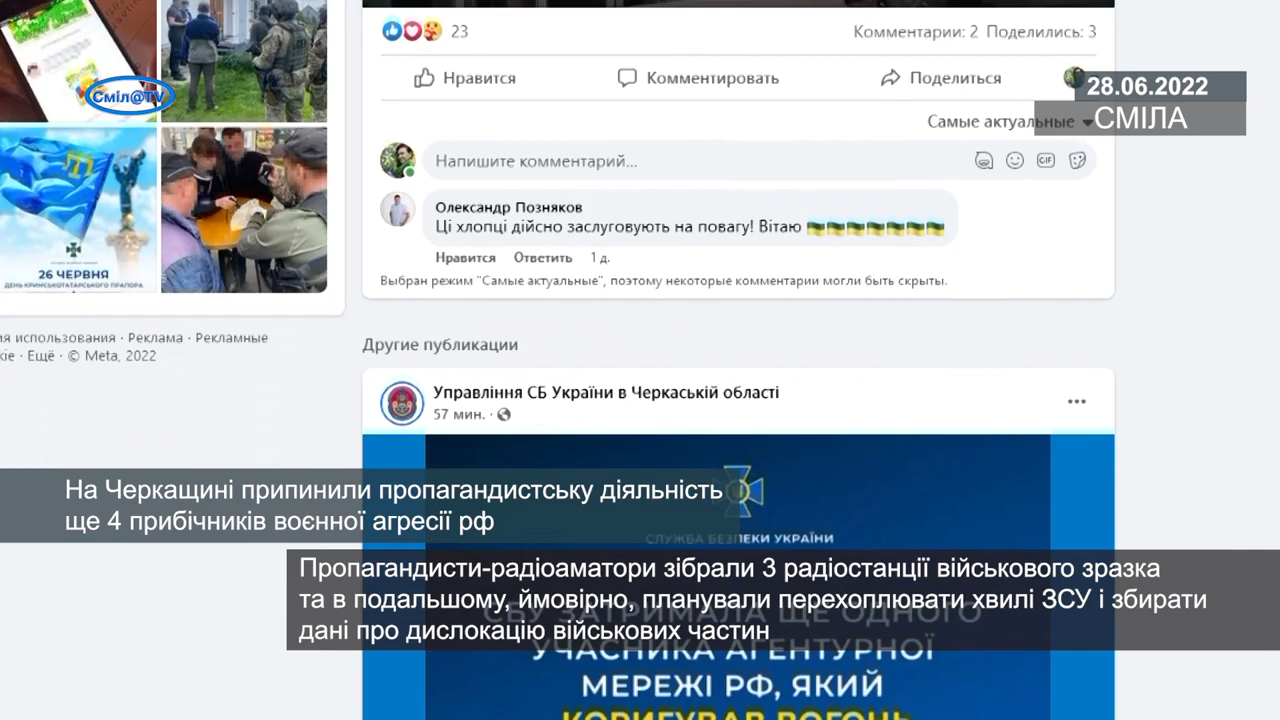 23
Комментарии: 2 Поделились: 3
Нравится
Комментировать
Поделиться
Сміл@TV
28.06.2022
СМІЛА
Самые актуальные
Напишите комментарий...
GIF
Олександр Позняков
Ці хлопці дійсно заслуговують на повагу! Вітаю
Нравится Ответить 1 д.
Выбран режим "Самые актуальные", поэтому некоторые комментарии могли быть скрыты.
26 ЧЕРВНЯ
ДЕНЬ КРИМСЬКОТАТАРСЬКОГО ПРАПОРА
использования · Реклама · Рекламные
Ещё · © Meta, 2022
Другие публикации
Управління СБ України в Черкаській області
57 мин. ·
На Черкащині припинили пропагандистську діяльність
ще 4 прибічників воєнної агресії рф
СЛУЖБА БЕЗПЕКИ УКРАЇНИ
Пропагандисти-радіоаматори зібрали 3 радіостанції військового зразка
та в подальшому, ймовірно, планували перехоплювати хвилі ЗСУ і збирати
дані про дислокацію військових частин
СБУ ЗАТРИМАЛА ЩЕ ОДНОГО
УЧАСНИКА АГЕНТУРНОЇ
МЕРЕЖІ РФ, ЯКИЙ
КОРИГУВАВ ВОГОНЬ